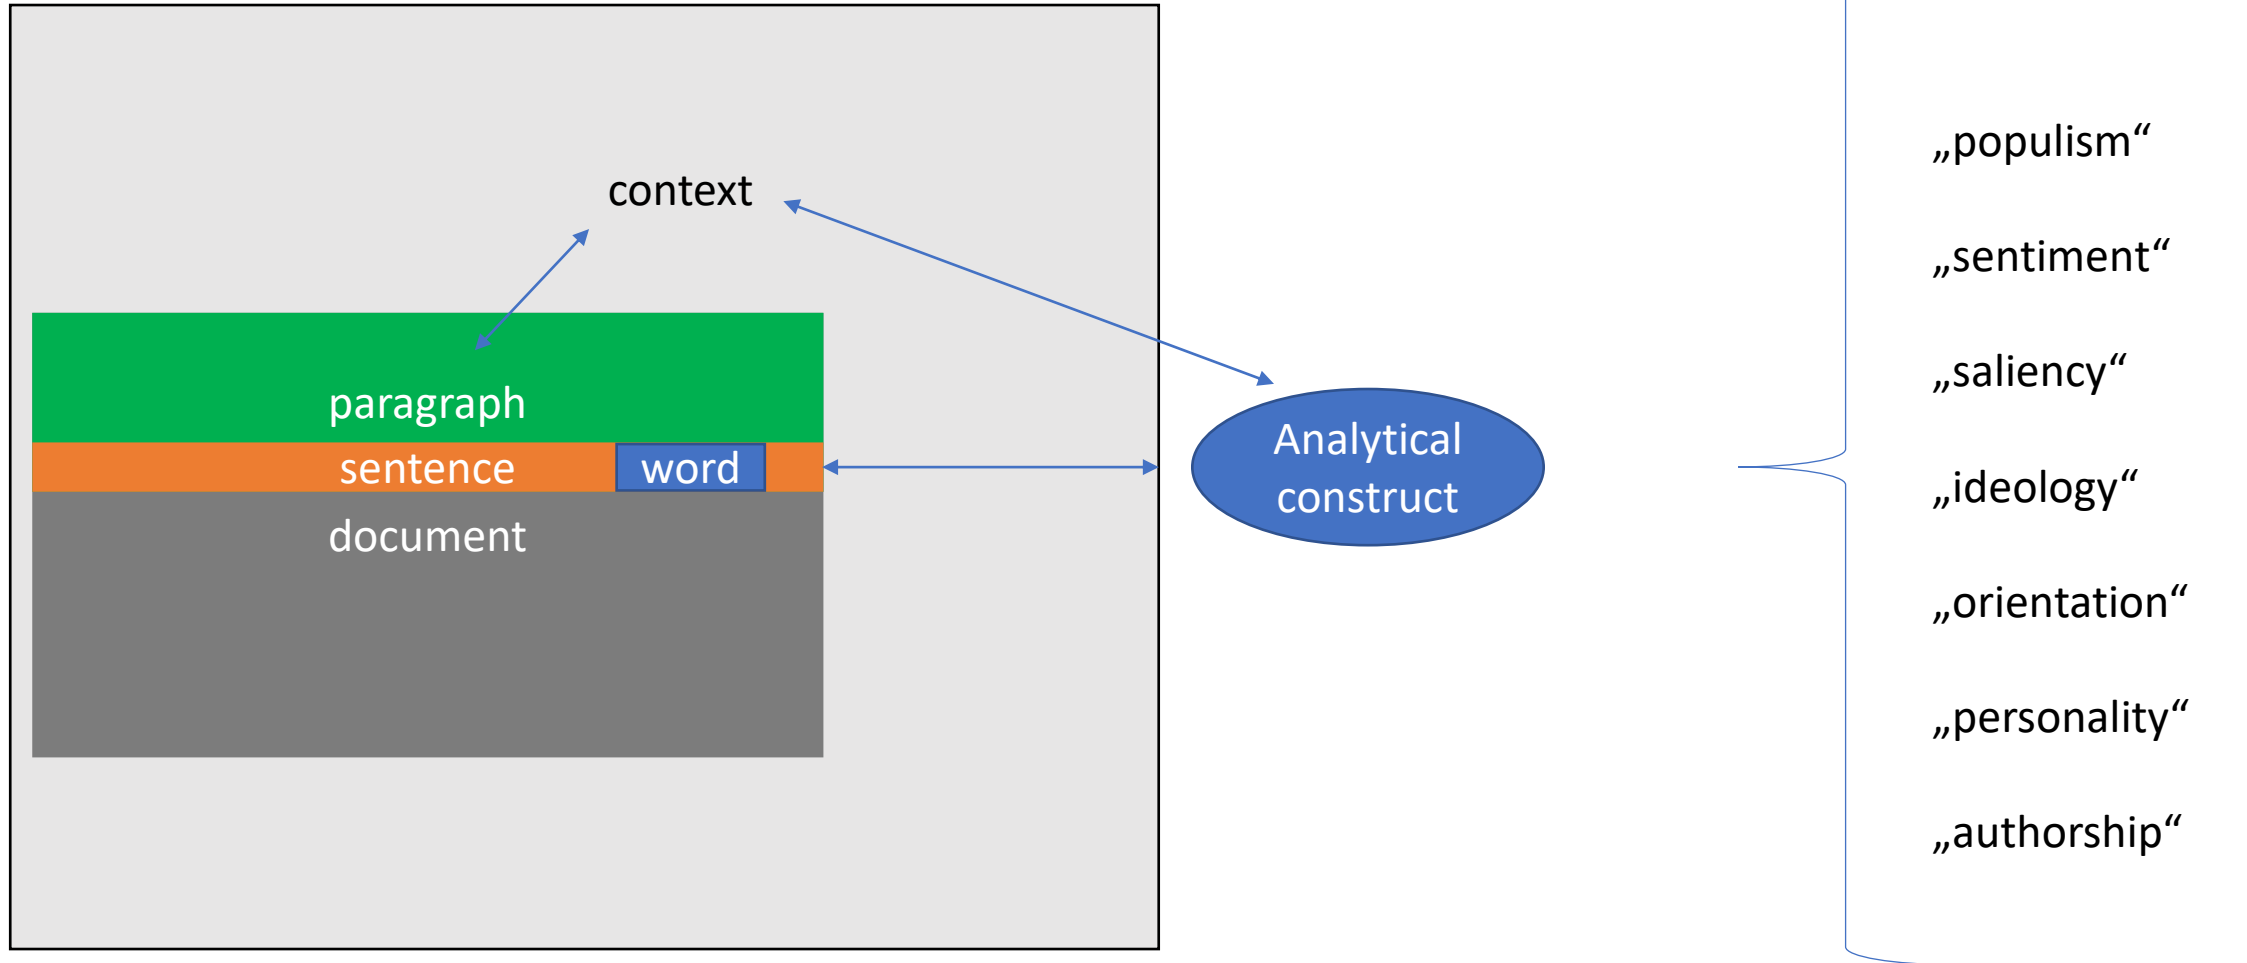 context
paragraph
sentence
word
document
Analytical
construct
„populism“
„sentiment“
„saliency“
„ideology“
„orientation“
„personality“
„authorship“